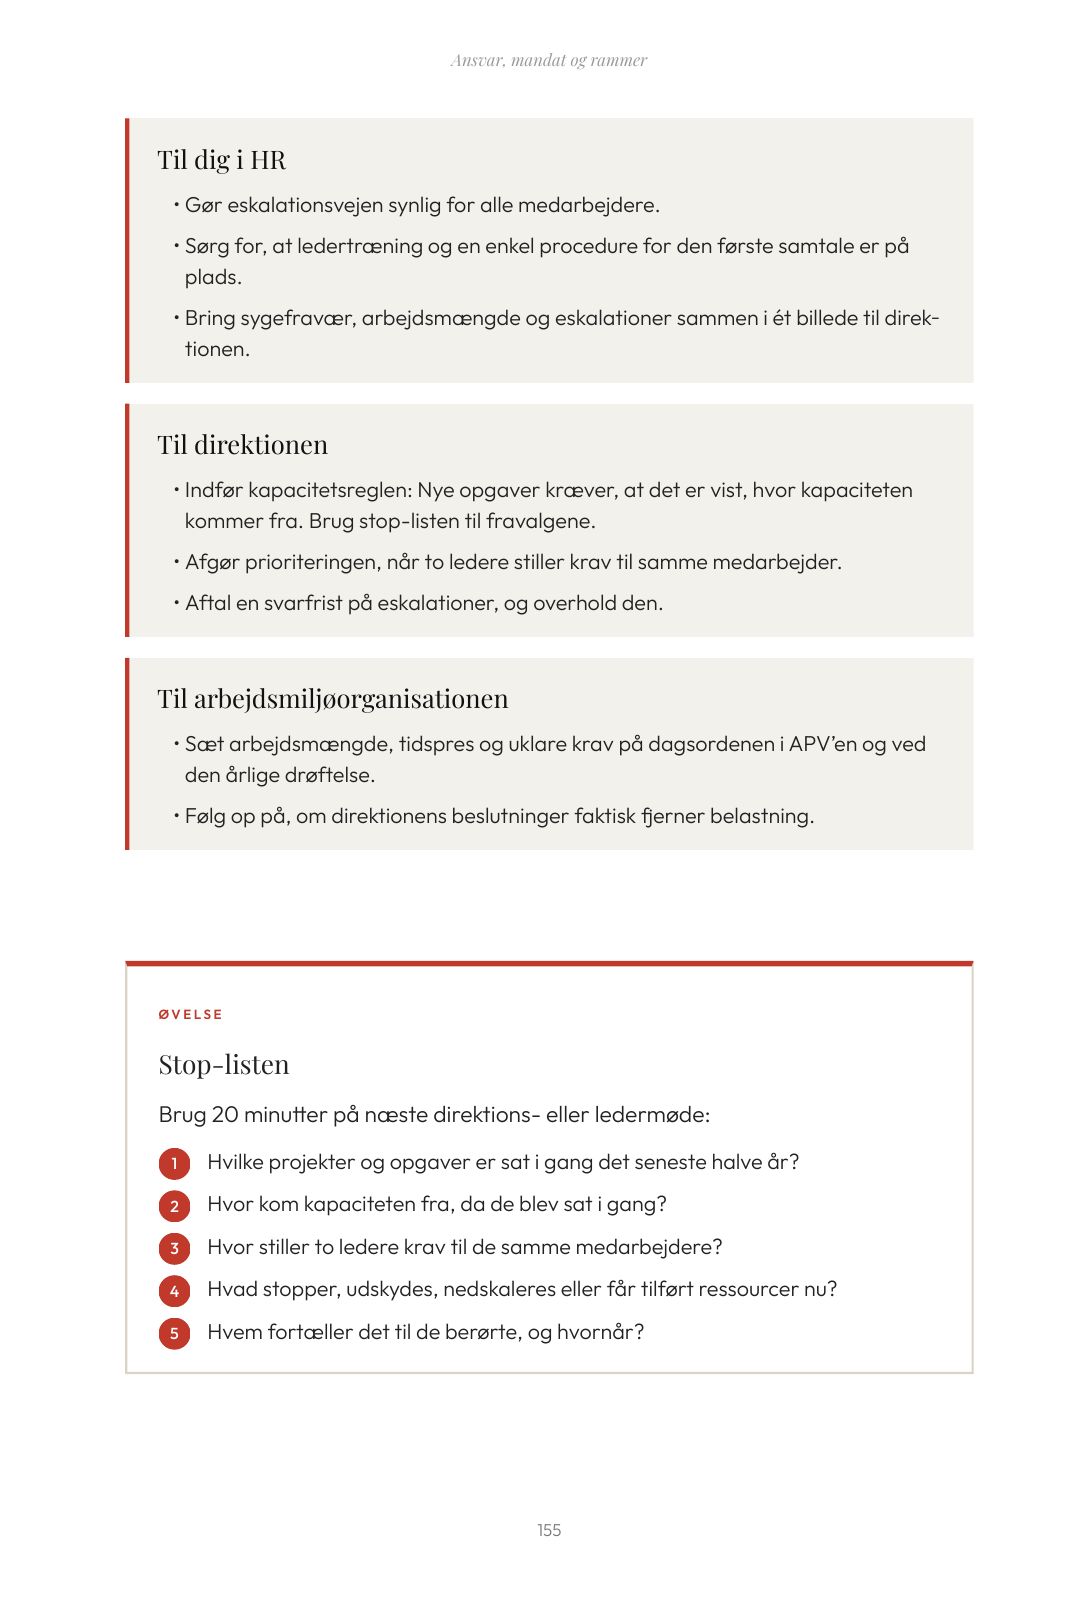 Ansvar, mandat og rammer
Til dig i HR
• Gør eskalationsvejen synlig for alle medarbejdere.
• Sørg for, at ledertræning og en enkel procedure for den første samtale er på
plads.
• Bring sygefravær, arbejdsmængde og eskalationer sammen i ét billede til direk-
tionen.
Til direktionen
• Indfør kapacitetsreglen: Nye opgaver kræver, at det er vist, hvor kapaciteten
kommer fra. Brug stop-listen til fravalgene.
• Afgør prioriteringen, når to ledere stiller krav til samme medarbejder.
• Aftal en svarfrist på eskalationer, og overhold den.
Til arbejdsmiljøorganisationen
• Sæt arbejdsmængde, tidspres og uklare krav på dagsordenen i APV’en og ved
den årlige drøftelse.
• Følg op på, om direktionens beslutninger faktisk fjerner belastning.
ØVELSE
Stop-listen
Brug 20 minutter på næste direktions- eller ledermøde:
1 Hvilke projekter og opgaver er sat i gang det seneste halve år?
2 Hvor kom kapaciteten fra, da de blev sat i gang?
3 Hvor stiller to ledere krav til de samme medarbejdere?
4 Hvad stopper, udskydes, nedskaleres eller får tilført ressourcer nu?
5 Hvem fortæller det til de berørte, og hvornår?
155